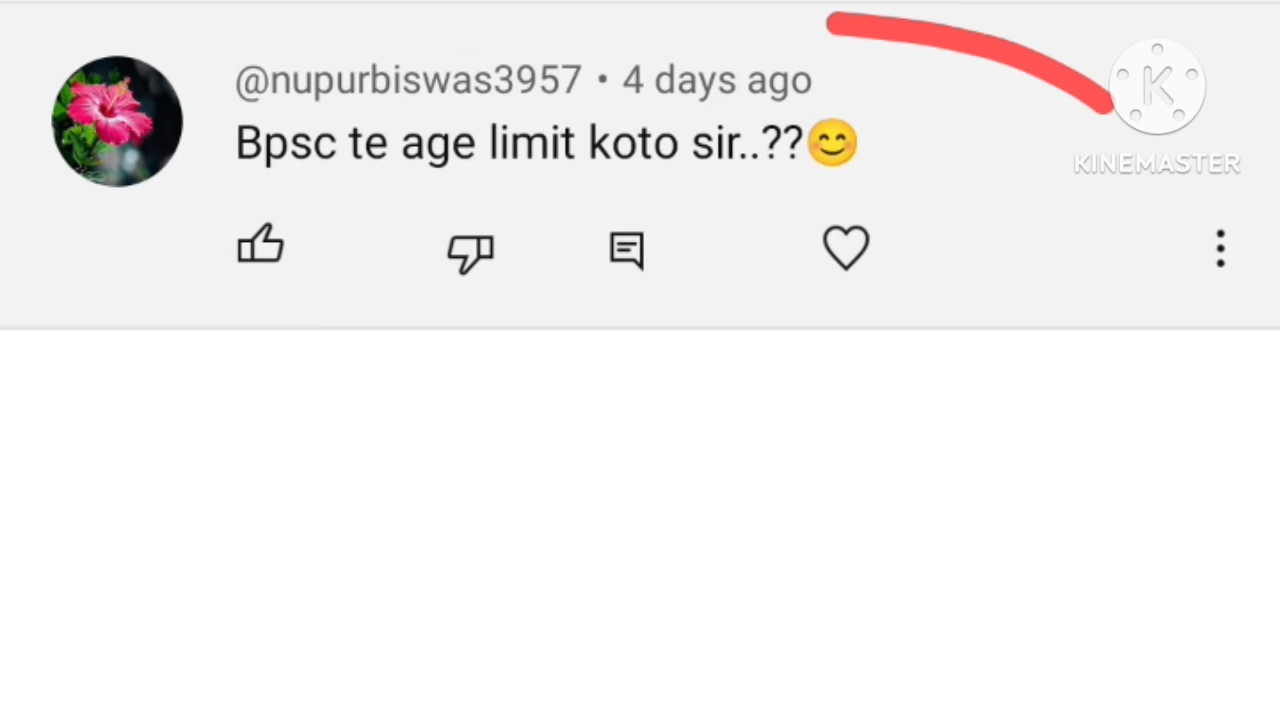 @nupurbiswas3957 • 4 days ago
Bpsc te age limit koto sir..??😊
K
KINEMASTER